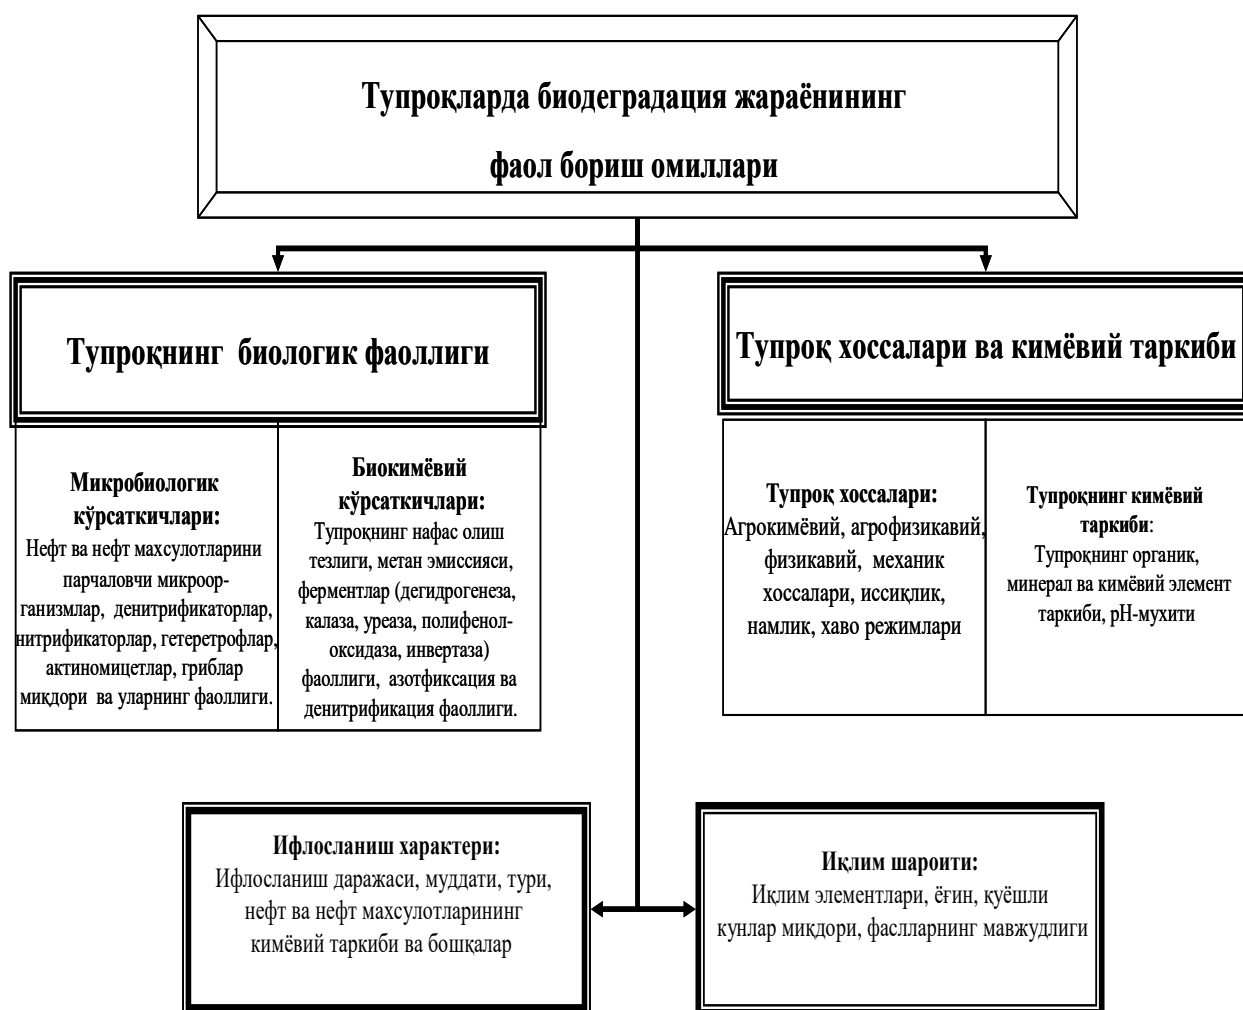 Тупроқларда биодеградация жараёнининг
фаол бориш омиллари
Тупроқнинг биологик фаоллиги
Микробиологик
кўрсаткичлари:
Нефт ва нефт махсулотларини
парчаловчи микроор-
ганизмлар, денитрификаторлар,
нитрификаторлар, гетеретрофлар,
актиномицетлар, гриблар
миқдори ва уларнинг фаоллиги.
Биокимёвий
кўрсаткичлари:
Тупроқнинг нафас олиш
тезлиги, метан эмиссияси,
ферментлар (дегидрогенеза,
калаза, уреаза, полифенол-
оксидаза, инвертаза)
фаоллиги, азотфиксация ва
денитрификация фаоллиги.
Тупроқ хоссалари ва кимёвий таркиби
Тупроқ хоссалари:
Агрокимёвий, агрофизикавий,
физикавий, механик
хоссалари, иссиқлик,
намлик, хаво режимлари
Тупроқнинг кимёвий
таркиби:
Тупроқнинг органик,
минерал ва кимёвий элемент
таркиби, рН-мухити
Ифлосланиш характери:
Ифлосланиш даражаси, муддати, тури,
нефт ва нефт махсулотларининг
кимёвий таркиби ва бошқалар
Иқлим шароити:
Иқлим элементлари, ёғин, қуёшли
кунлар миқдори, фаслларнинг мавжудлиги